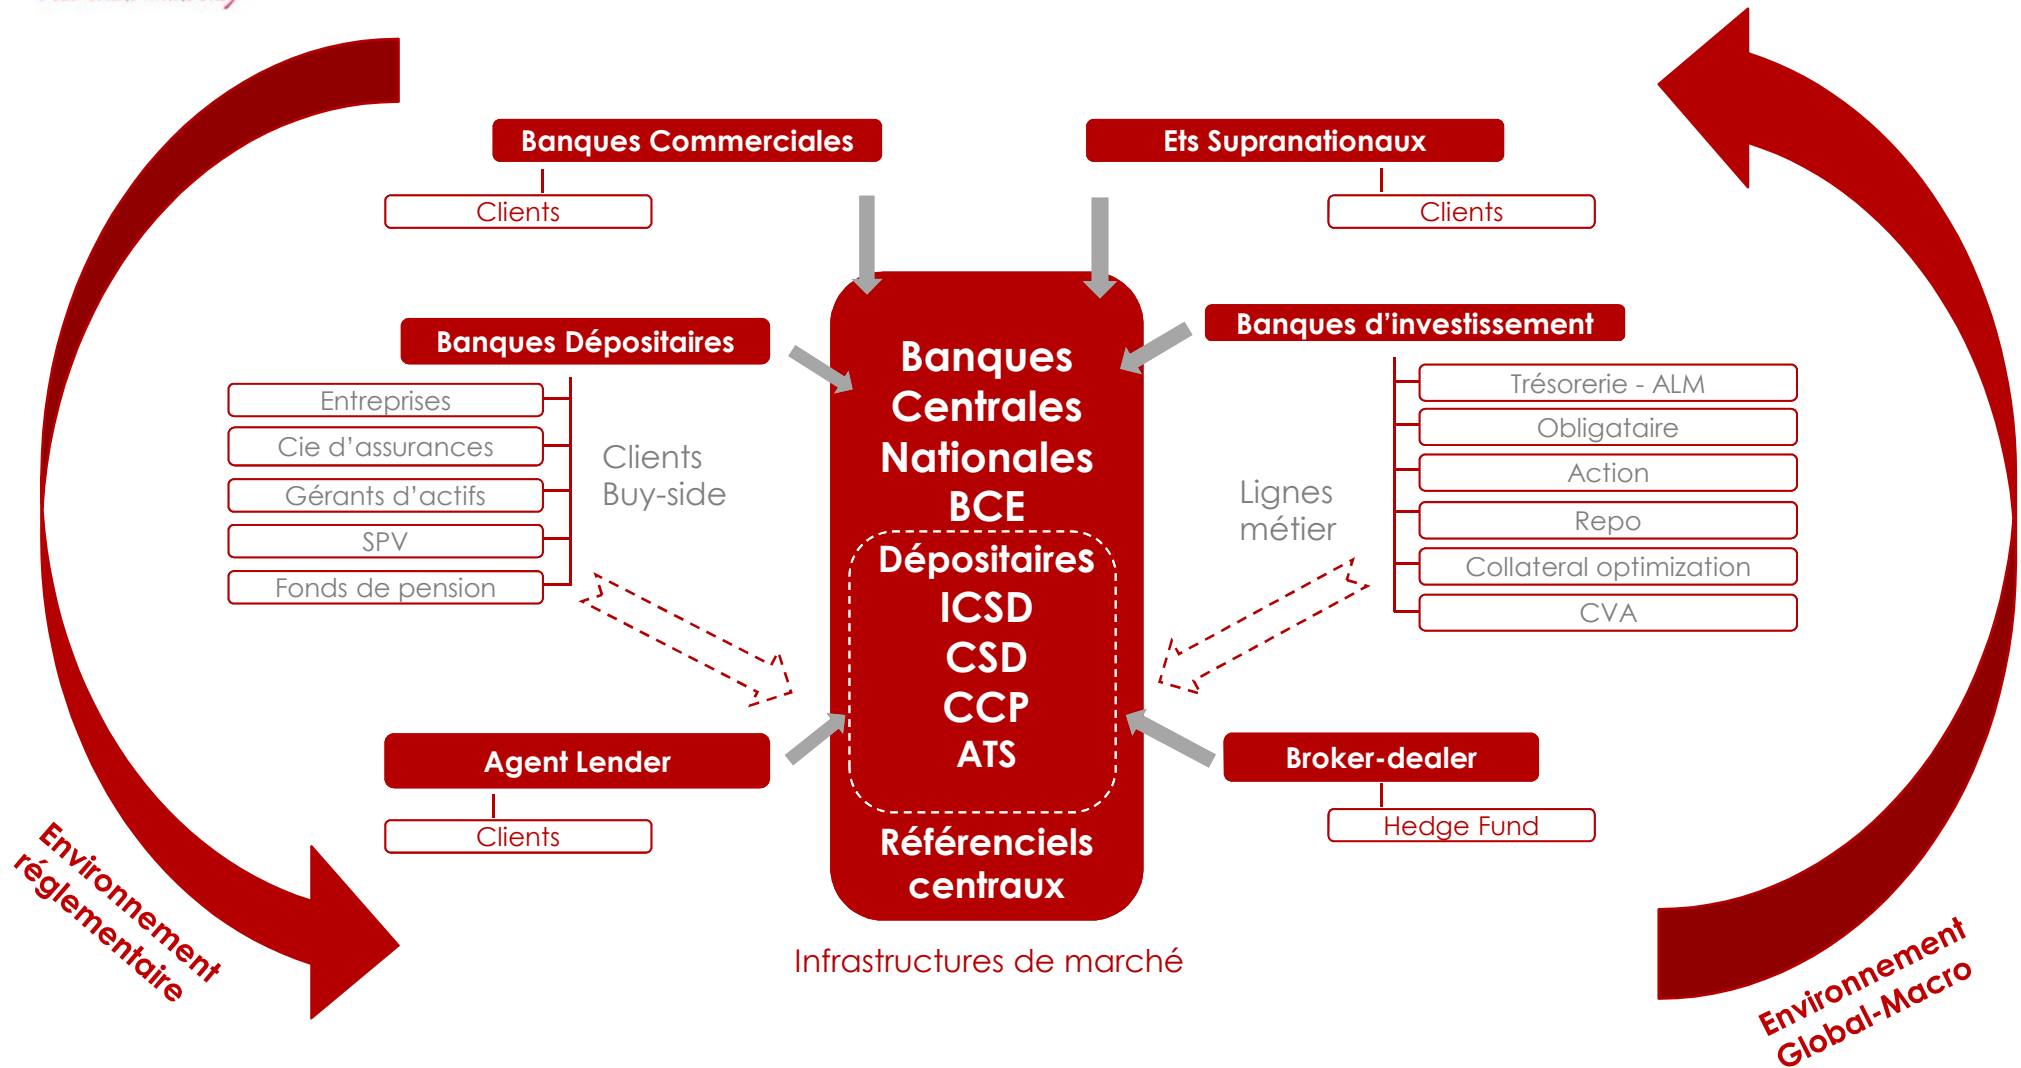 Banques Commerciales
Clients
Ets Supranationaux
Clients
Banques Dépositaires
Entreprises
Cie d'assurances
Gérants d'actifs
SPV
Fonds de pension
Clients
Buy-side
Banques
Centrales
Nationales
BCE
Dépositaires
ICSD
CSD
CCP
ATS
Référenciels
centraux
Infrastructures de marché
Banques d'investissement
Trésorerie - ALM
Obligataire
Action
Repo
Collateral optimization
CVA
Lignes
métier
Agent Lender
Clients
Broker-dealer
Hedge Fund
Environnement
réglementaire
Environnement
Global-Macro